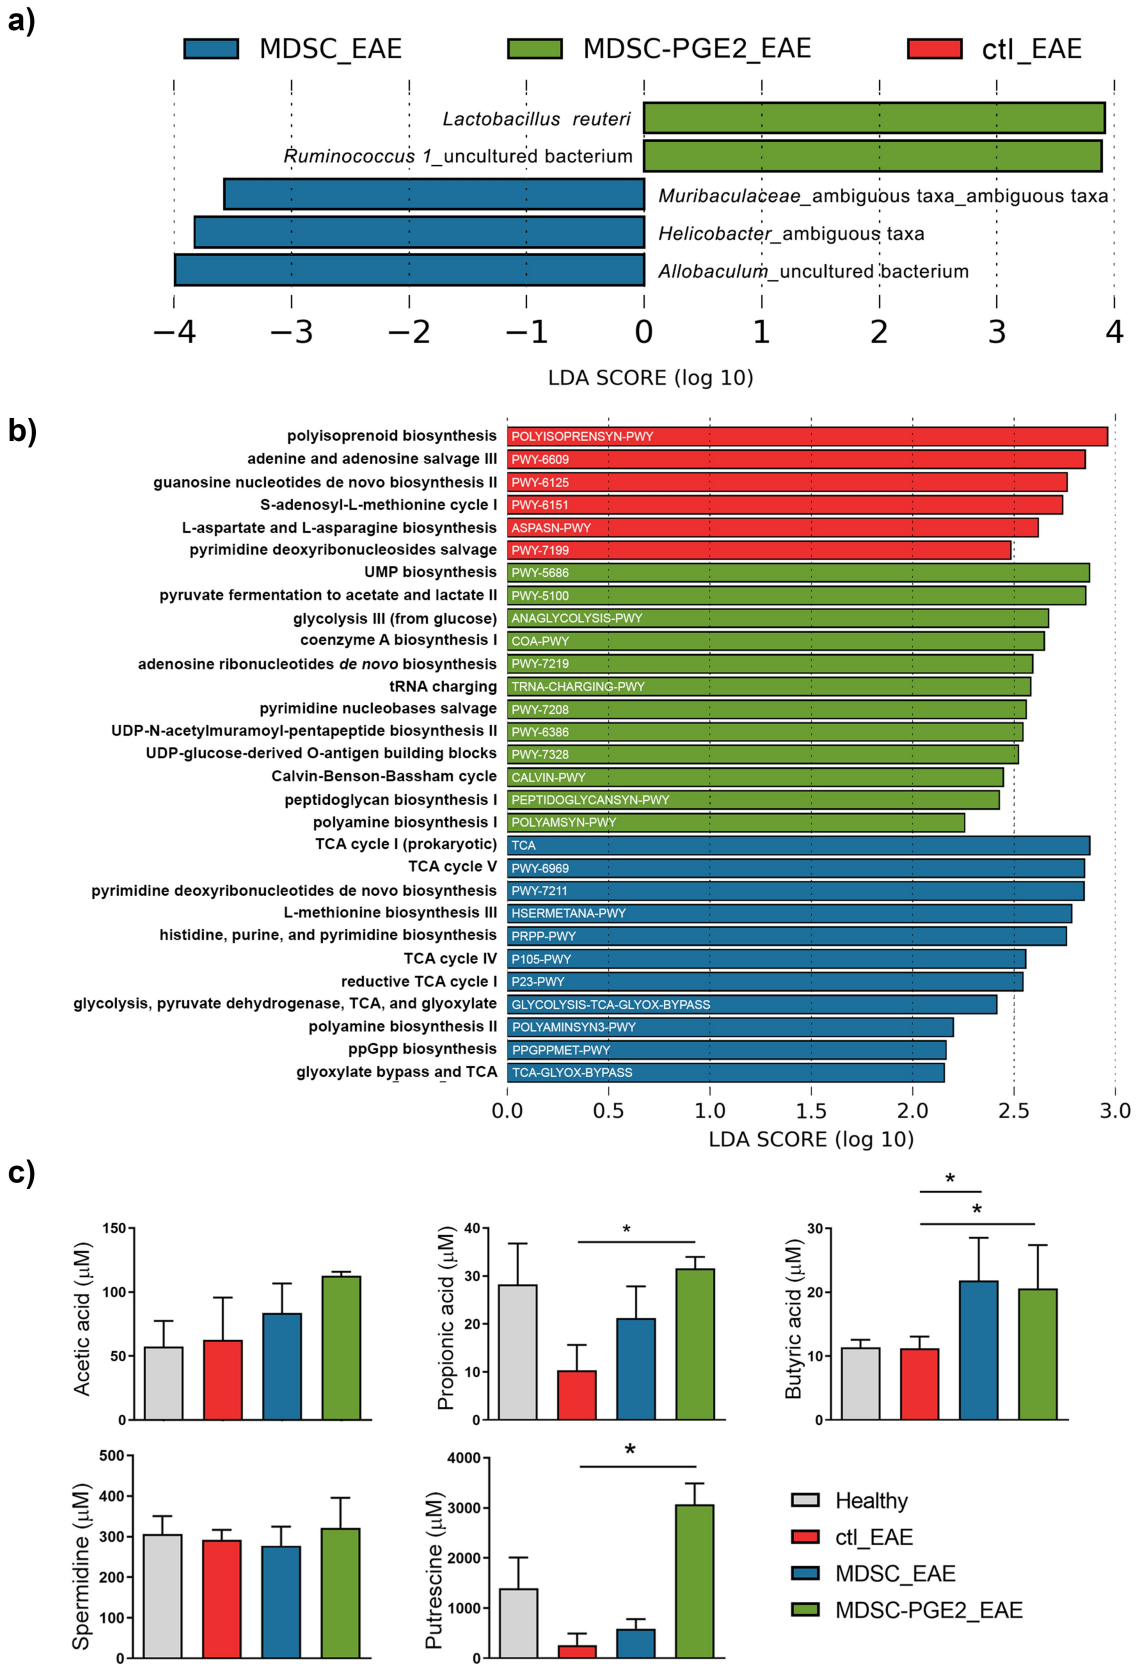 a)
MDSC_EAE MDSC-PGE2_EAE ctl_EAE
Lactobacillus reuteri
Ruminococcus 1_uncultured bacterium
Muribaculaceae_ambiguous taxa_ambiguous taxa
Helicobacter_ambiguous taxa
Allobaculum_uncultured bacterium
−4 −3 −2 −1 0 1 2 3 4
LDA SCORE (log 10)
b)
polyisoprenoid biosynthesis POLYISOPRENSYN-PWY
adenine and adenosine salvage III PWY-6609
guanosine nucleotides de novo biosynthesis II PWY-6125
S-adenosyl-L-methionine cycle I PWY-6151
L-aspartate and L-asparagine biosynthesis ASPASN-PWY
pyrimidine deoxyribonucleosides salvage PWY-7199
UMP biosynthesis PWY-5686
pyruvate fermentation to acetate and lactate II PWY-5100
glycolysis III (from glucose) ANAGLYCOLYSIS-PWY
coenzyme A biosynthesis I COA-PWY
adenosine ribonucleotides de novo biosynthesis PWY-7219
tRNA charging TRNA-CHARGING-PWY
pyrimidine nucleobases salvage PWY-7208
UDP-N-acetylmuramoyl-pentapeptide biosynthesis II PWY-6386
UDP-glucose-derived O-antigen building blocks PWY-7328
Calvin-Benson-Bassham cycle CALVIN-PWY
peptidoglycan biosynthesis I PEPTIDOGLYCANSYN-PWY
polyamine biosynthesis I POLYAMSYN-PWY
TCA cycle I (prokaryotic) TCA
TCA cycle V PWY-6969
pyrimidine deoxyribonucleotides de novo biosynthesis PWY-7211
L-methionine biosynthesis III HSERMETANA-PWY
histidine, purine, and pyrimidine biosynthesis PRPP-PWY
TCA cycle IV P105-PWY
reductive TCA cycle I P23-PWY
glycolysis, pyruvate dehydrogenase, TCA, and glyoxylate GLYCOLYSIS-TCA-GLYOX-BYPASS
polyamine biosynthesis II POLYAMINSYN3-PWY
ppGpp biosynthesis PPGPPMET-PWY
glyoxylate bypass and TCA TCA-GLYOX-BYPASS
0.0 0.5 1.0 1.5 2.0 2.5 3.0
LDA SCORE (log 10)
c)
Acetic acid (μM)
150
100
50
0
Propionic acid (μM)
40
30
20
10
0
*
Butyric acid (μM)
30
20
10
0
*
*
Spermidine (μM)
500
400
300
200
100
0
Putrescine (μM)
4000
3000
2000
1000
0
*
Healthy
ctl_EAE
MDSC_EAE
MDSC-PGE2_EAE